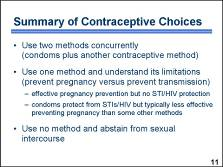 Summary of Contraceptive Choices
• Use two methods concurrently
(condoms plus another contraceptive method)
• Use one method and understand its limitations
(prevent pregnancy versus prevent transmission)
– effective pregnancy prevention but no STI/HIV protection
– condoms protect from STIs/HIV but typically less effective
preventing pregnancy than some other methods
• Use no method and abstain from sexual
intercourse
11